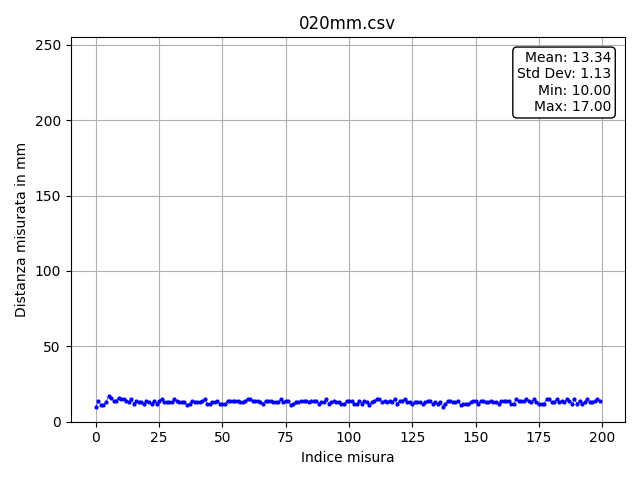 020mm.csv
Mean: 13.34
Std Dev: 1.13
Min: 10.00
Max: 17.00
Distanza misurata in mm
250
200
150
100
50
0
0 25 50 75 100 125 150 175 200
Indice misura